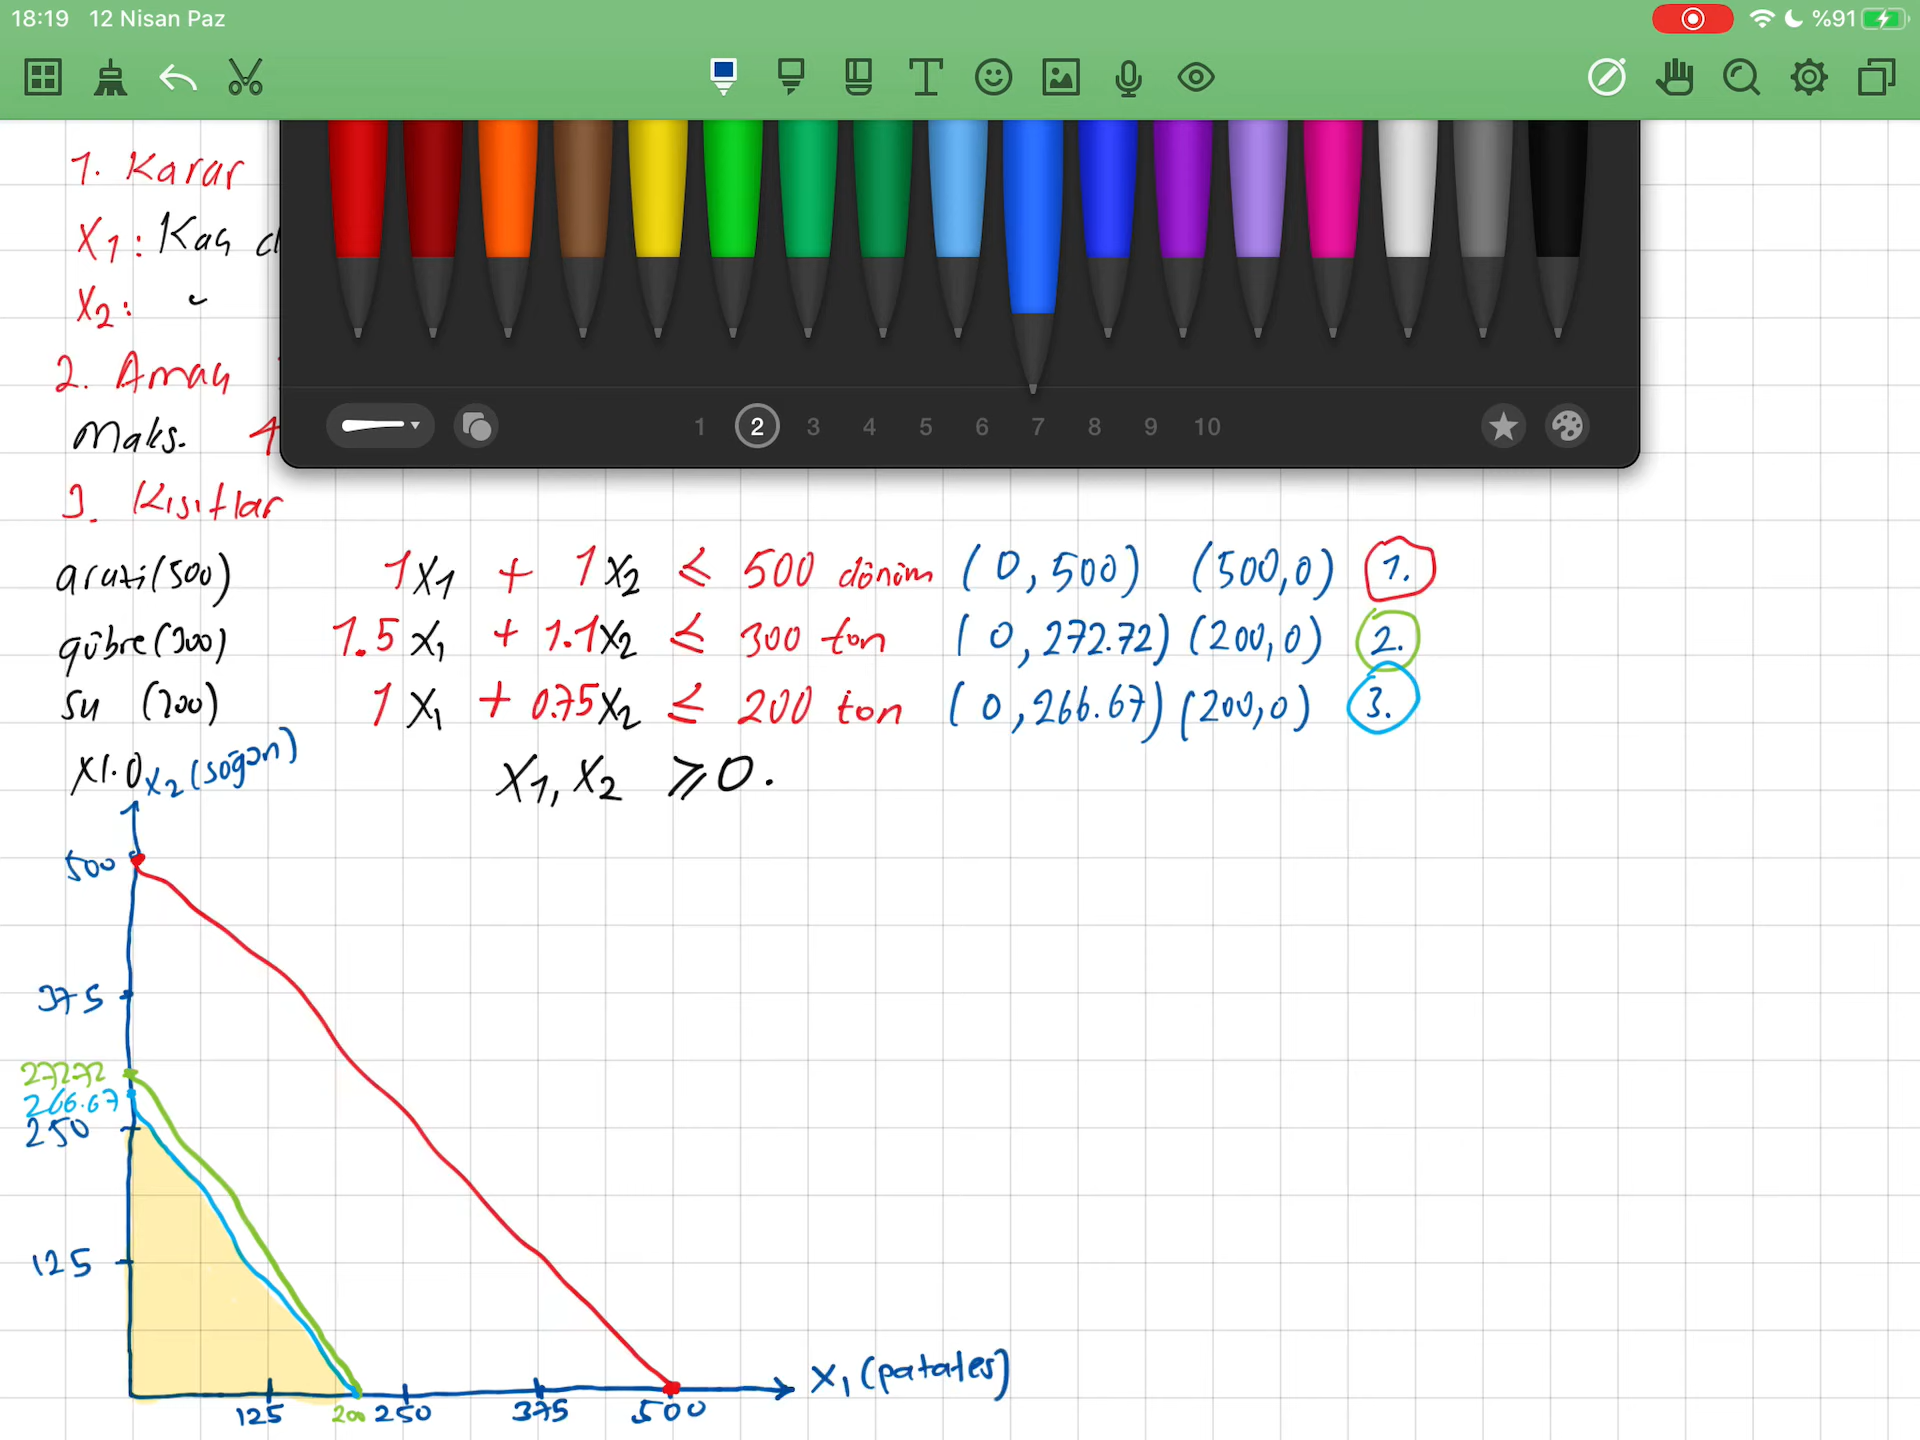 18:19 12 Nisan Paz %91
1 2 3 4 5 6 7 8 9 10
1. Karar
X1: Kaç d
X2:
2. Amaç
Maks. 4
3. Kısıtlar
arazi(500) 1X1 + 1X2 ≤ 500 dönüm (0,500) (500,0) 1.
gübre(300) 1.5X1 + 1.1X2 ≤ 300 ton (0,272.72) (200,0) 2.
su (200) 1X1 + 0.75X2 ≤ 200 ton (0,266.67) (200,0) 3.
X1.0 X2 (soğan) X1, X2 ≥ 0.
500
375
27272
266.67
250
125
125 200 250 375 500 X1 (patates)